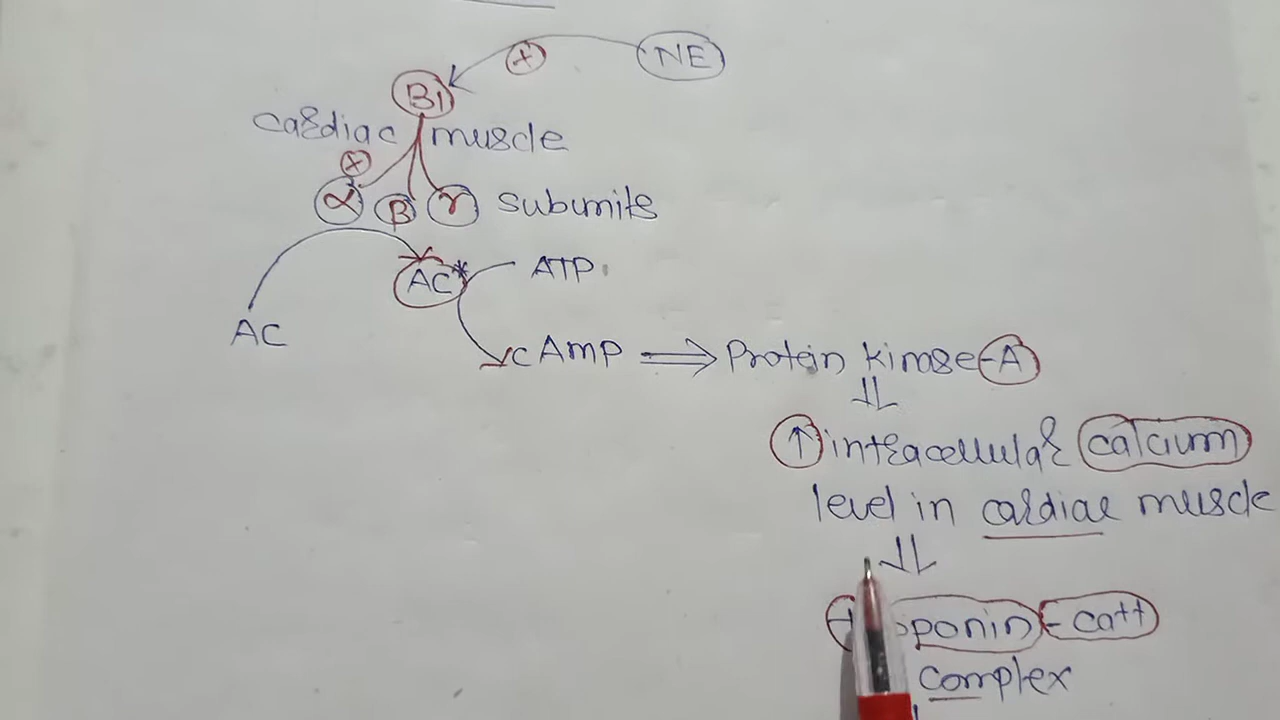 NE
+
B1
cardiac muscle
+
α B γ subunits
AC* ATP
AC
cAMP ⇒ Protein kinase-A
⇓
↑ intracellular calcium
level in cardiac muscle
⇓
- ca++
complex